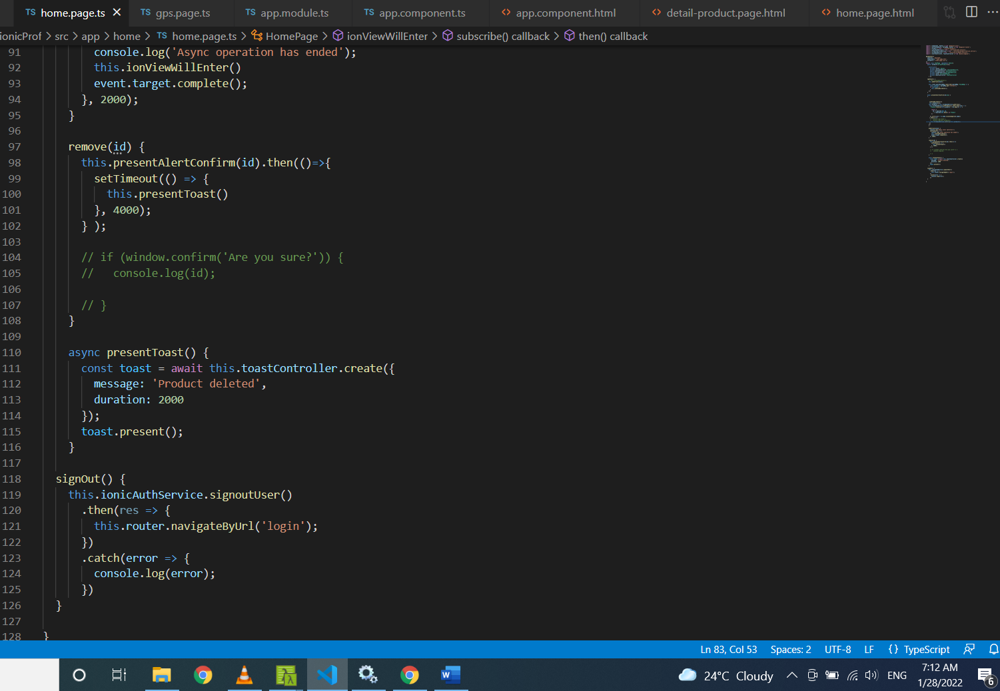 TS home.page.ts × TS gps.page.ts TS app.module.ts TS app.component.ts <> app.component.html <> detail-product.page.html <> home.page.html ...
ionicProf > src > app > home > TS home.page.ts > HomePage > ionViewWillEnter > subscribe() callback > then() callback
91 console.log('Async operation has ended');
92 this.ionViewWillEnter()
93 event.target.complete();
94 }, 2000);
95 }
96
97 remove(id) {
98 this.presentAlertConfirm(id).then(()=>{
99 setTimeout(() => {
100 this.presentToast()
101 }, 4000);
102 } );
103
104 // if (window.confirm('Are you sure?')) {
105 //   console.log(id);
106
107 // }
108 }
109
110 async presentToast() {
111 const toast = await this.toastController.create({
112 message: 'Product deleted',
113 duration: 2000
114 });
115 toast.present();
116 }
117
118 signOut() {
119 this.ionicAuthService.signoutUser()
120 .then(res => {
121 this.router.navigateByUrl('login');
122 })
123 .catch(error => {
124 console.log(error);
125 })
126 }
127
128 }
Ln 83, Col 53 Spaces: 2 UTF-8 LF {} TypeScript
24°C Cloudy ENG 7:12 AM
1/28/2022 6